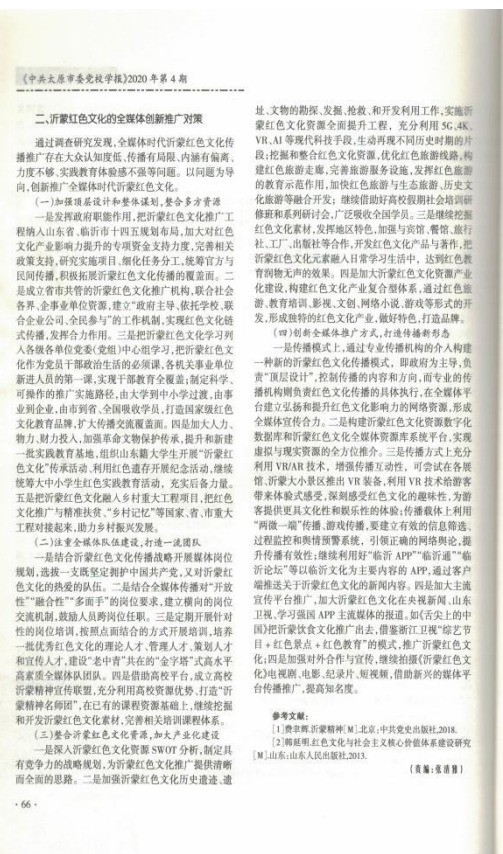 《中共太原市委党校学报》2020 年第 4 期
二、沂蒙红色文化的全媒体创新推广对策
通过调查研究发现,全媒体时代沂蒙红色文化传
播推广存在大众认知度低、传播有局限、内涵有偏离、
力度不够、实践教育体验感不强等问题。以问题为导
向,创新推广全媒体时代沂蒙红色文化。
(一)加强顶层设计和整体谋划,整合多方资源
一是发挥政府职能作用,把沂蒙红色文化推广工
程纳入山东省、临沂市十四五规划布局,加大对红色
文化产业影响力提升的专项资金支持力度,完善相关
政策支持,研究实施项目、细化任务分工,统筹官方与
民间传播,积极拓展沂蒙红色文化传播的覆盖面。二
是成立省市共管的沂蒙红色文化推广机构,联合社会
各界、企事业单位资源,建立“政府主导、依托学校、联
合企业公司、全民参与”的工作机制,实现红色文化链
式传播,发挥合力作用。三是把沂蒙红色文化学习列
入各级各单位党委(党组)中心组学习,把沂蒙红色文
化作为党员干部政治生活的必须课,各机关事业单位
新进人员的第一课,实现干部教育全覆盖;制定科学、
可操作的推广实施路径,由大学到中小学过渡,由事
业到企业,由市到省、全国吸收学员,打造国家级红色
文化教育品牌,扩大传播交流覆盖面。四是加大人力、
物力、财力投入,加强革命文物保护传承,提升和新建
一批实践教育基地,组织山东籍大学生开展“沂蒙红
色文化”传承活动、利用红色遗存开展纪念活动,继续
统筹大中小学生红色实践教育活动,充实后备力量。
五是把沂蒙红色文化融入乡村重大工程项目,把红色
文化推广与精准扶贫、“乡村记忆”等国家、省、市重大
工程对接起来,助力乡村振兴发展。
(二)注重全媒体队伍建设,打造一流团队
一是结合沂蒙红色文化传播战略开展媒体岗位
规划,选拔一支既坚定拥护中国共产党,又对沂蒙红
色文化的热爱的队伍。二是结合全媒体传播对“开放
性”“融合性”“多面手”的岗位要求,建立横向的岗位
交流机制,鼓励人员跨岗位任职。三是定期开展针对
性的岗位培训,按照点面结合的方式开展培训,培养
一批优秀红色文化的理论人才、管理人才、策划人才
和宣传人才,建设“老中青”共在的“金字塔”式高水平
高素质全媒体队团队。四是借助高校平台,成立高校
沂蒙精神宣传联盟,充分利用高校资源优势、打造“沂
蒙精神名师团”,在已有的课程资源基础上,继续挖掘
和开发沂蒙红色文化素材,完善相关培训课程体系。
(三)整合沂蒙红色文化资源,加大产业化建设
一是深入沂蒙红色文化资源 SWOT 分析,制定具
有竞争力的战略规划,为沂蒙红色文化推广提供清晰
而全面的思路。二是加强沂蒙红色文化历史遗迹、遗
·66·
址、文物的勘探、发掘、抢救、和开发利用工作,实施沂
蒙红色文化资源全面提升工程,充分利用 5G、4K、
VR、AI 等现代科技手段,生动再现不同历史时期的片
段;挖掘和整合红色文化资源,优化红色旅游线路,构
建红色旅游走廊,完善旅游服务设施,发挥红色旅游
的教育示范作用,加快红色旅游与生态旅游、历史文
化旅游等融合开发;继续借助好高校假期社会培训研
修班和系列研讨会,广泛吸收全国学员。三是继续挖掘
红色文化素材,发挥地区特色,加强与宾馆、餐馆、旅行
社、工厂、出版社等合作,开发红色文化产品与著作,把
沂蒙红色文化元素融入日常学习生活中,达到红色教
育润物无声的效果。四是加大沂蒙红色文化资源产业
化建设,构建红色文化产业复合型体系,通过红色旅
游、教育培训、影视、文创、网络小说、游戏等形式的开
发,形成独特的红色文化产业,做好特色,打造品牌。
(四)创新全媒体推广方式,打造传播新形态
一是传播模式上,通过专业传播机构的介入构建
一种新的沂蒙红色文化传播模式,即政府为主导,负
责“顶层设计”,控制传播的内容和方向,而专业的传
播机构则负责红色文化传播的具体执行,在全媒体平
台建立弘扬和提升红色文化影响力的网络资源,形成
全媒体宣传合力。二是构建沂蒙红色文化资源数字化
数据库和沂蒙红色文化全媒体资源库系统平台,实现
虚拟与现实资源的全方位推介。三是传播方式上充分
利用 VR/AR 技术,增强传播互动性,可尝试在各展
馆、沂蒙大小景区推出 VR 装备,利用 VR 技术给游客
带来体验式感受,深刻感受红色文化的趣味性,为游
客提供更具文化性和娱乐性的体验;传播载体上利用
“两微一端”传播、游戏传播,要建立有效的信息筛选、
过程监控和舆情预警系统,引领正确的网络舆论,提
升传播有效性;继续利用好“临沂 APP”“临沂通”“临
沂论坛”等以临沂文化为主要内容的 APP,通过客户
端推送关于沂蒙红色文化的新闻内容。四是加大主流
宣传平台推广,加大沂蒙红色文化在央视新闻、山东
卫视、学习强国 APP 主流媒体的报道。如《舌尖上的中
国》把沂蒙饮食文化推广出去,借鉴浙江卫视“综艺节
目+红色景点+红色教育”的模式,推广沂蒙红色文
化;四是加强对外合作与宣传,继续拍摄《沂蒙红色文
化》电视剧、电影、纪录片、短视频,借助新兴的媒体平
台传播推广,提高知名度。
参考文献:
[1]费聿辉.沂蒙精神[M].北京:中共党史出版社,2018.
[2]韩延明.红色文化与社会主义核心价值体系建设研究
[M].山东:山东人民出版社,2013.
(责编:张清雅)